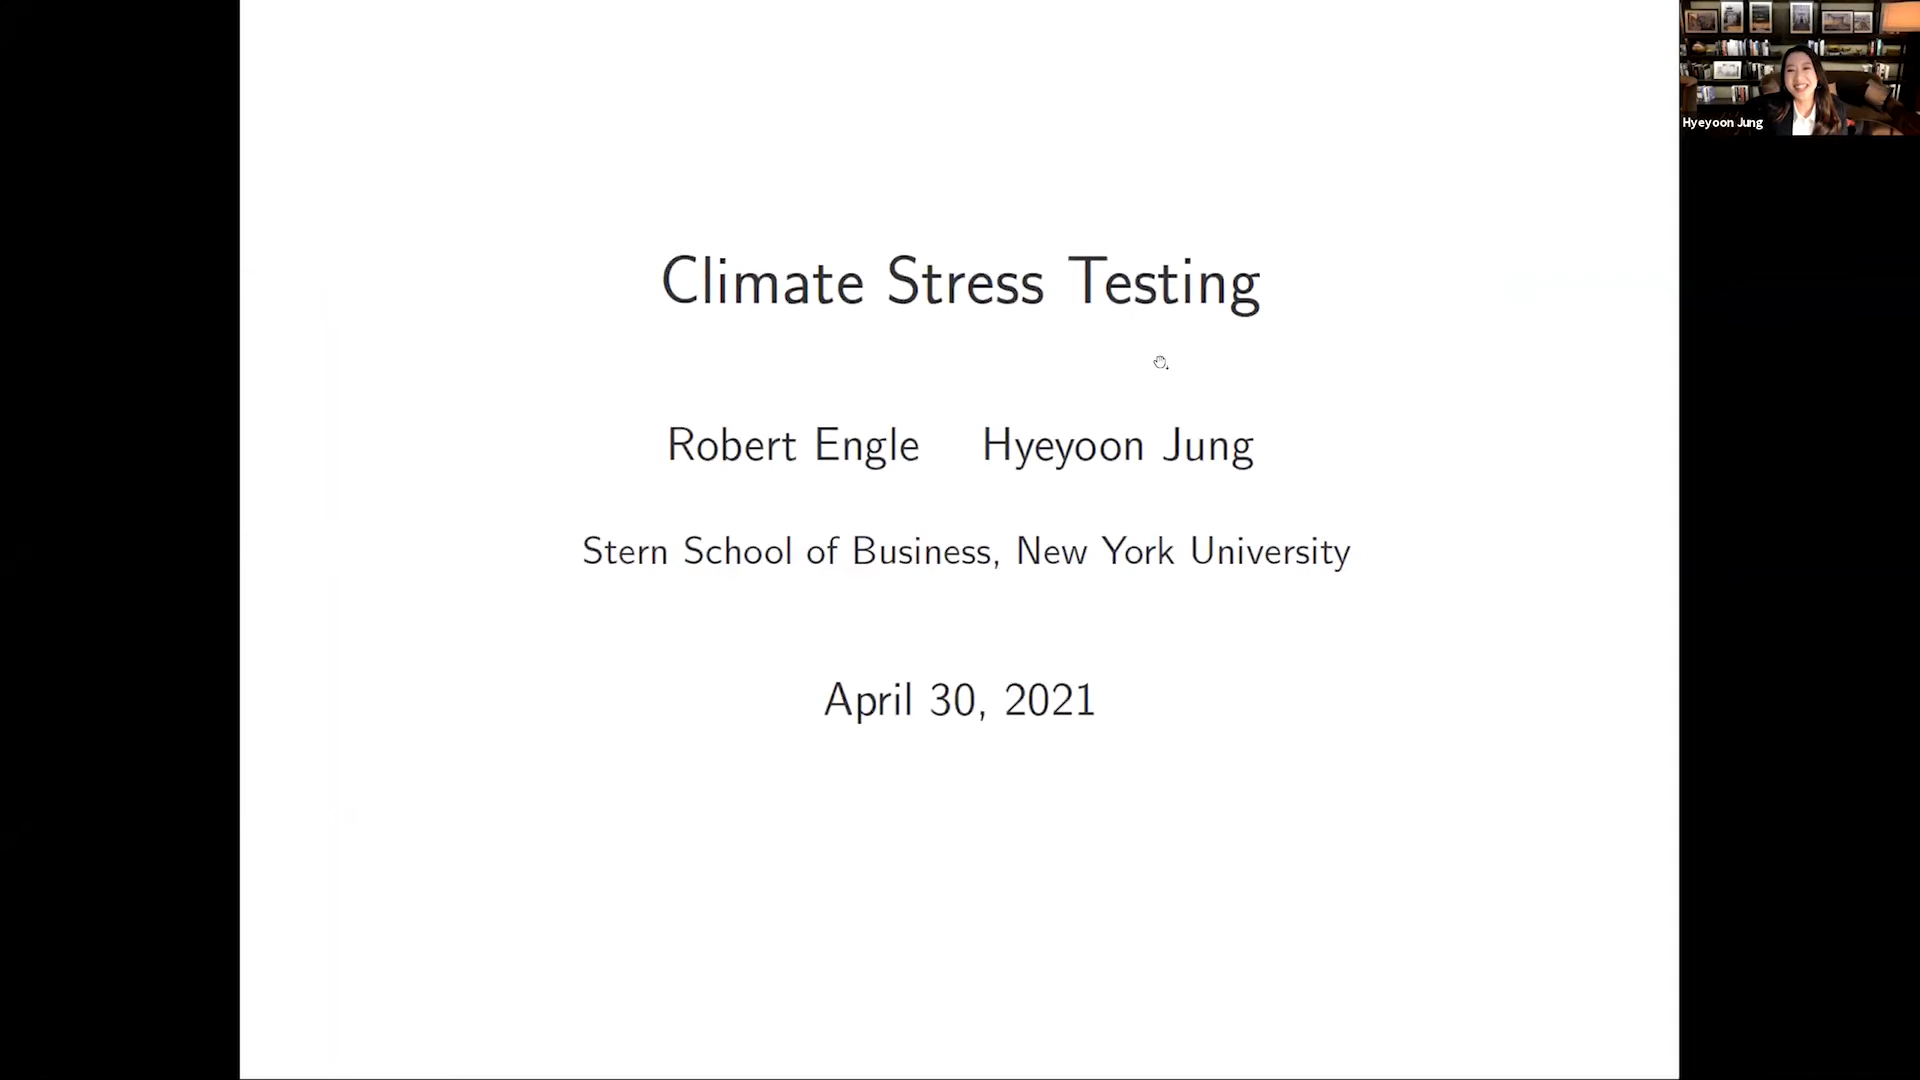 Climate Stress Testing
Robert Engle Hyeyoon Jung
Stern School of Business, New York University
April 30, 2021
Hyeyoon Jung